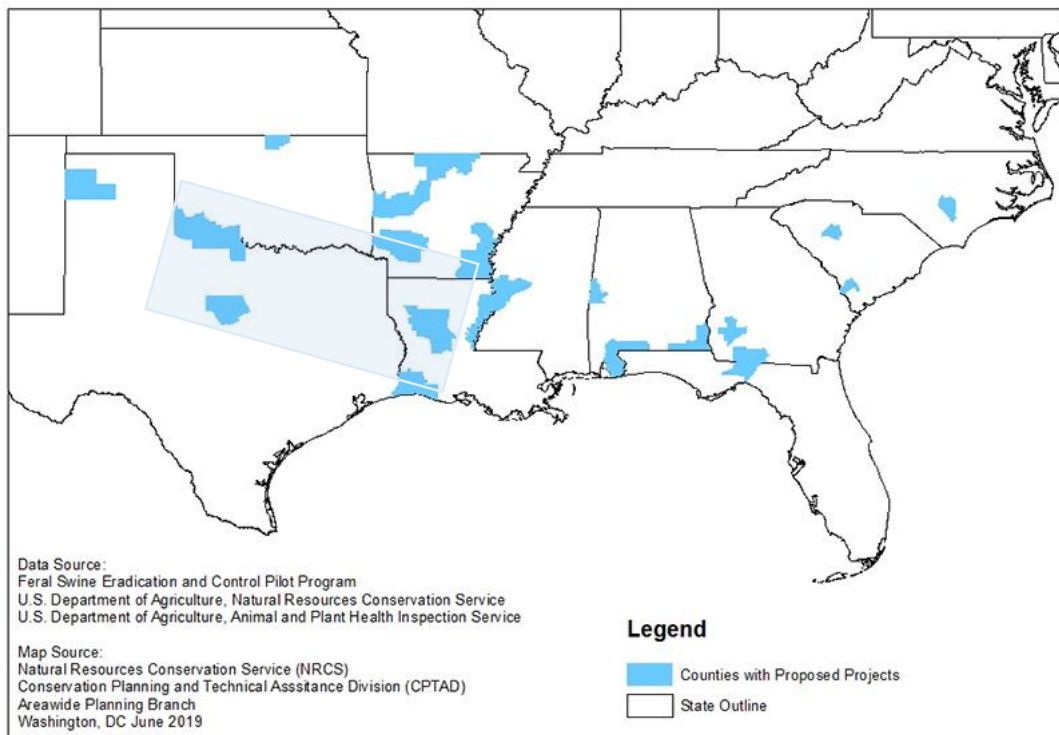 Data Source:
Feral Swine Eradication and Control Pilot Program
U.S. Department of Agriculture, Natural Resources Conservation Service
U.S. Department of Agriculture, Animal and Plant Health Inspection Service
Map Source:
Natural Resources Conservation Service (NRCS)
Conservation Planning and Technical Asssitance Division (CPTAD)
Areawide Planning Branch
Washington, DC June 2019
Legend
Counties with Proposed Projects
State Outline